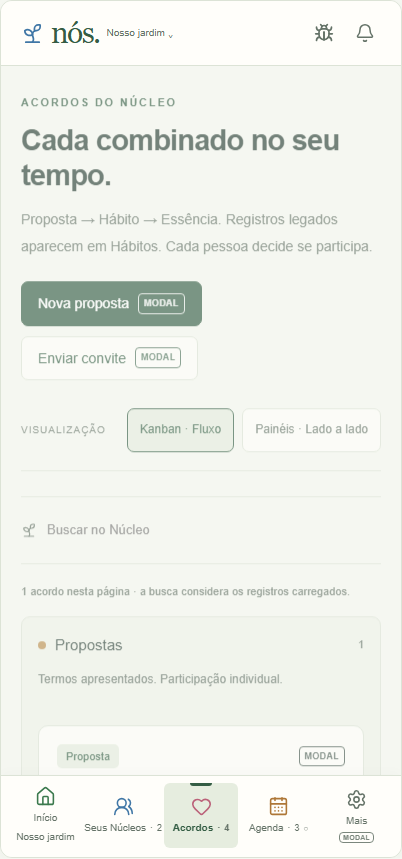 nós. Nosso jardim
ACORDOS DO NÚCLEO
Cada combinado no seu
tempo.
Proposta → Hábito → Essência. Registros legados
aparecem em Hábitos. Cada pessoa decide se participa.
Nova proposta MODAL
Enviar convite MODAL
VISUALIZAÇÃO Kanban · Fluxo Painéis · Lado a lado
Buscar no Núcleo
1 acordo nesta página · a busca considera os registros carregados.
Propostas 1
Termos apresentados. Participação individual.
Proposta MODAL
Início Seus Núcleos · 2 Acordos · 4 Agenda · 3 Mais
Nosso jardim MODAL